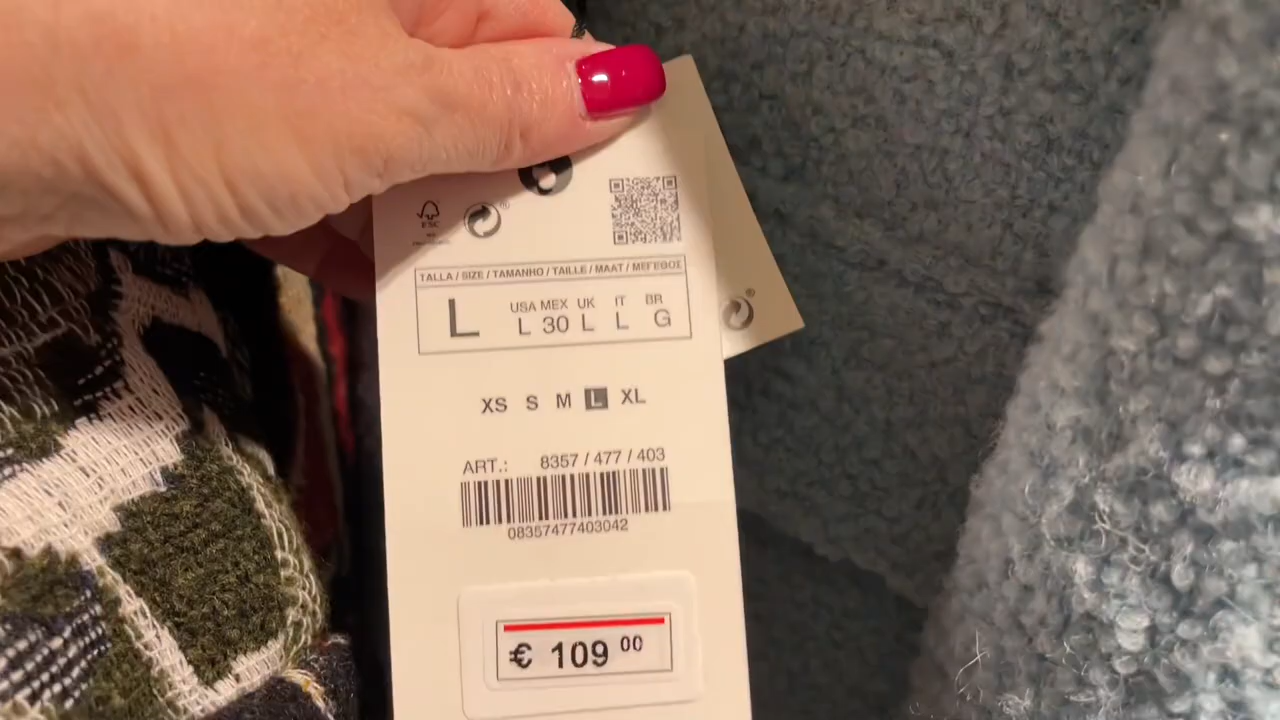 FSC
®
TALLA / SIZE / TAMANHO / TAILLE / MAAT / ΜΕΓΕΘΟΣ
L
USA MEX UK IT BR
L 30 L L G
XS S M L XL
ART.: 8357 / 477 / 403
08357477403042
€ 109 00
®